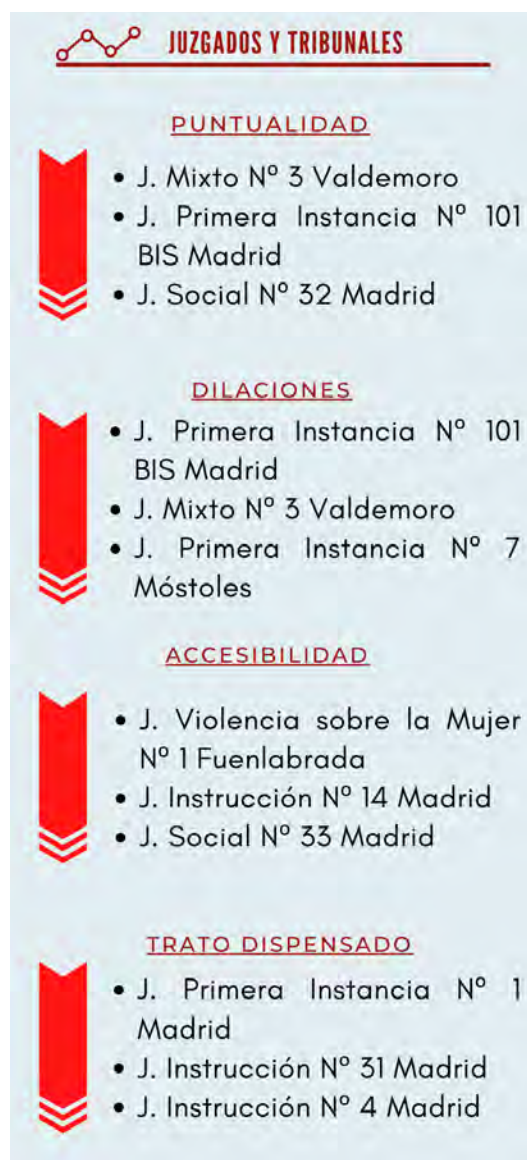 JUZGADOS Y TRIBUNALES
PUNTUALIDAD
• J. Mixto Nº 3 Valdemoro
• J. Primera Instancia Nº 101
BIS Madrid
• J. Social Nº 32 Madrid
DILACIONES
• J. Primera Instancia Nº 101
BIS Madrid
• J. Mixto Nº 3 Valdemoro
• J. Primera Instancia Nº 7
Móstoles
ACCESIBILIDAD
• J. Violencia sobre la Mujer
Nº 1 Fuenlabrada
• J. Instrucción Nº 14 Madrid
• J. Social Nº 33 Madrid
TRATO DISPENSADO
• J. Primera Instancia Nº 1
Madrid
• J. Instrucción Nº 31 Madrid
• J. Instrucción Nº 4 Madrid